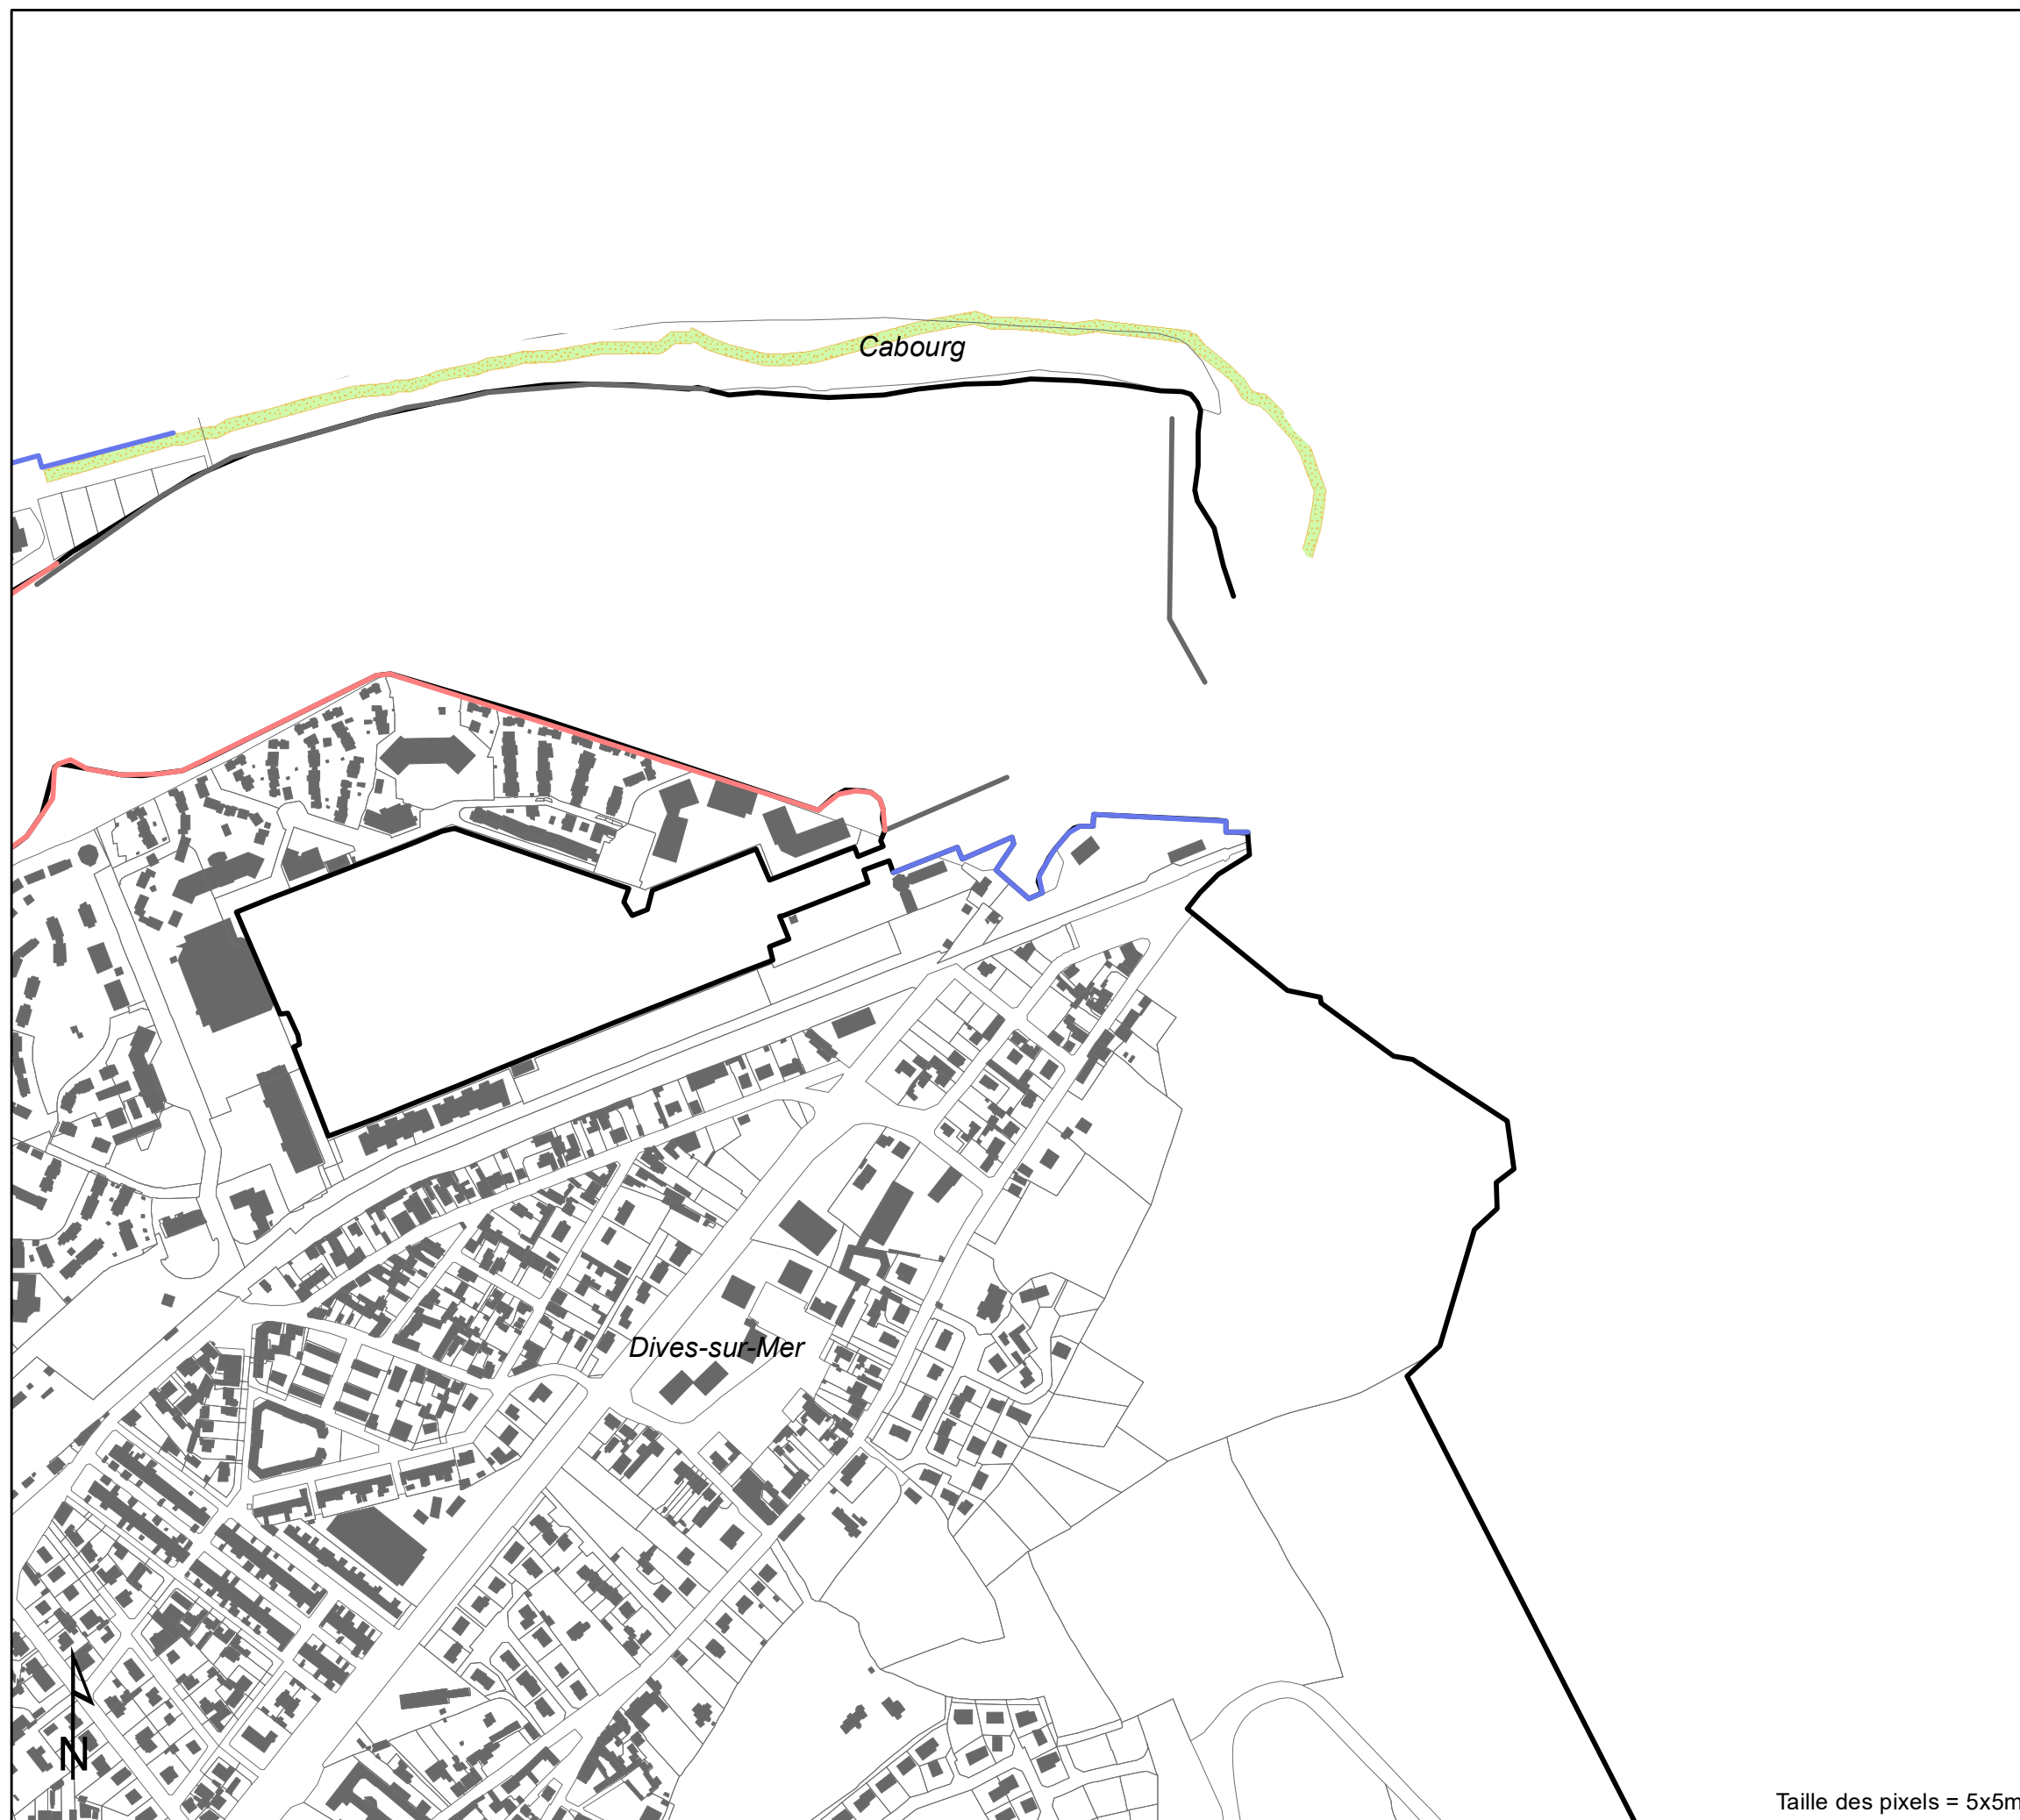 Cabourg
Dives-sur-Mer
N
Taille des pixels = 5x5m